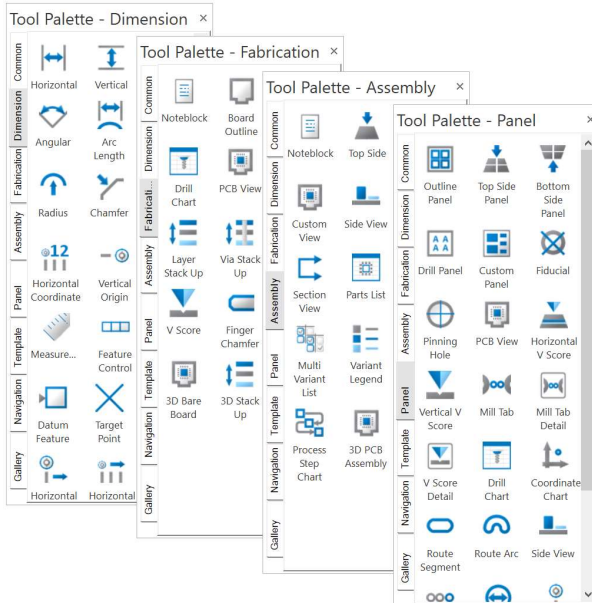 Tool Palette - Dimension ×
Common
Dimension
Fabrication
Assembly
Panel
Template
Navigation
Gallery
Horizontal
Vertical
Angular
Arc
Length
Radius
Chamfer
12
Horizontal
Coordinate
Vertical
Origin
Measure...
Feature
Control
Datum
Feature
Target
Point
Horizontal
Horizontal
Tool Palette - Fabrication ×
Common
Dimension
Fabricati...
Assembly
Panel
Template
Navigation
Gallery
Noteblock
Board
Outline
Drill
Chart
PCB View
Layer
Stack Up
Via Stack
Up
V Score
Finger
Chamfer
3D Bare
Board
3D Stack
Up
Tool Palette - Assembly ×
Common
Dimension
Fabrication
Assembly
Panel
Template
Navigation
Gallery
Noteblock
Top Side
Custom
View
Side View
Section
View
Parts List
Multi
Variant
List
Variant
Legend
Process
Step
Chart
3D PCB
Assembly
Tool Palette - Panel ×
Common
Dimension
Fabrication
Assembly
Panel
Template
Navigation
Gallery
Outline
Panel
Top Side
Panel
Bottom
Side
Panel
A A
A A
Drill Panel
Custom
Panel
Fiducial
Pinning
Hole
PCB View
Horizontal
V Score
Vertical V
Score
Mill Tab
Mill Tab
Detail
V Score
Detail
Drill
Chart
Coordinate
Chart
Route
Segment
Route Arc
Side View